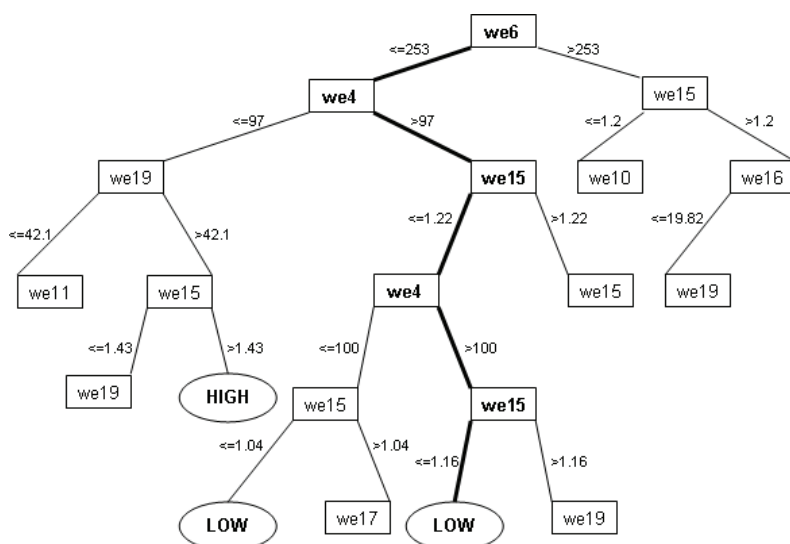 we6
<=253
>253
we4
we15
<=97
>97
<=1.2
>1.2
we19
we15
we10
we16
<=42.1
>42.1
<=1.22
>1.22
<=19.82
we11
we15
we4
we15
we19
<=1.43
>1.43
<=100
>100
we19
HIGH
we15
we15
<=1.04
>1.04
<=1.16
>1.16
LOW
we17
LOW
we19